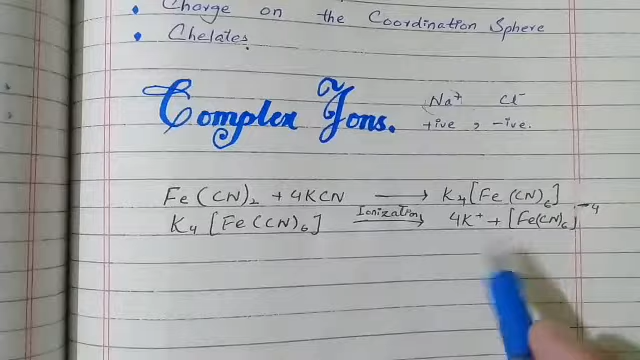 • Charge on the Coordination Sphere
• Chelates.
Complex Ions.
Na⁺ Cl⁻
+ive , -ive.
Fe(CN)₂ + 4KCN ⟶ K₄[Fe(CN)₆]
K₄[Fe(CN)₆] Ionization⟶ 4K⁺ + [Fe(CN)₆]⁻⁴